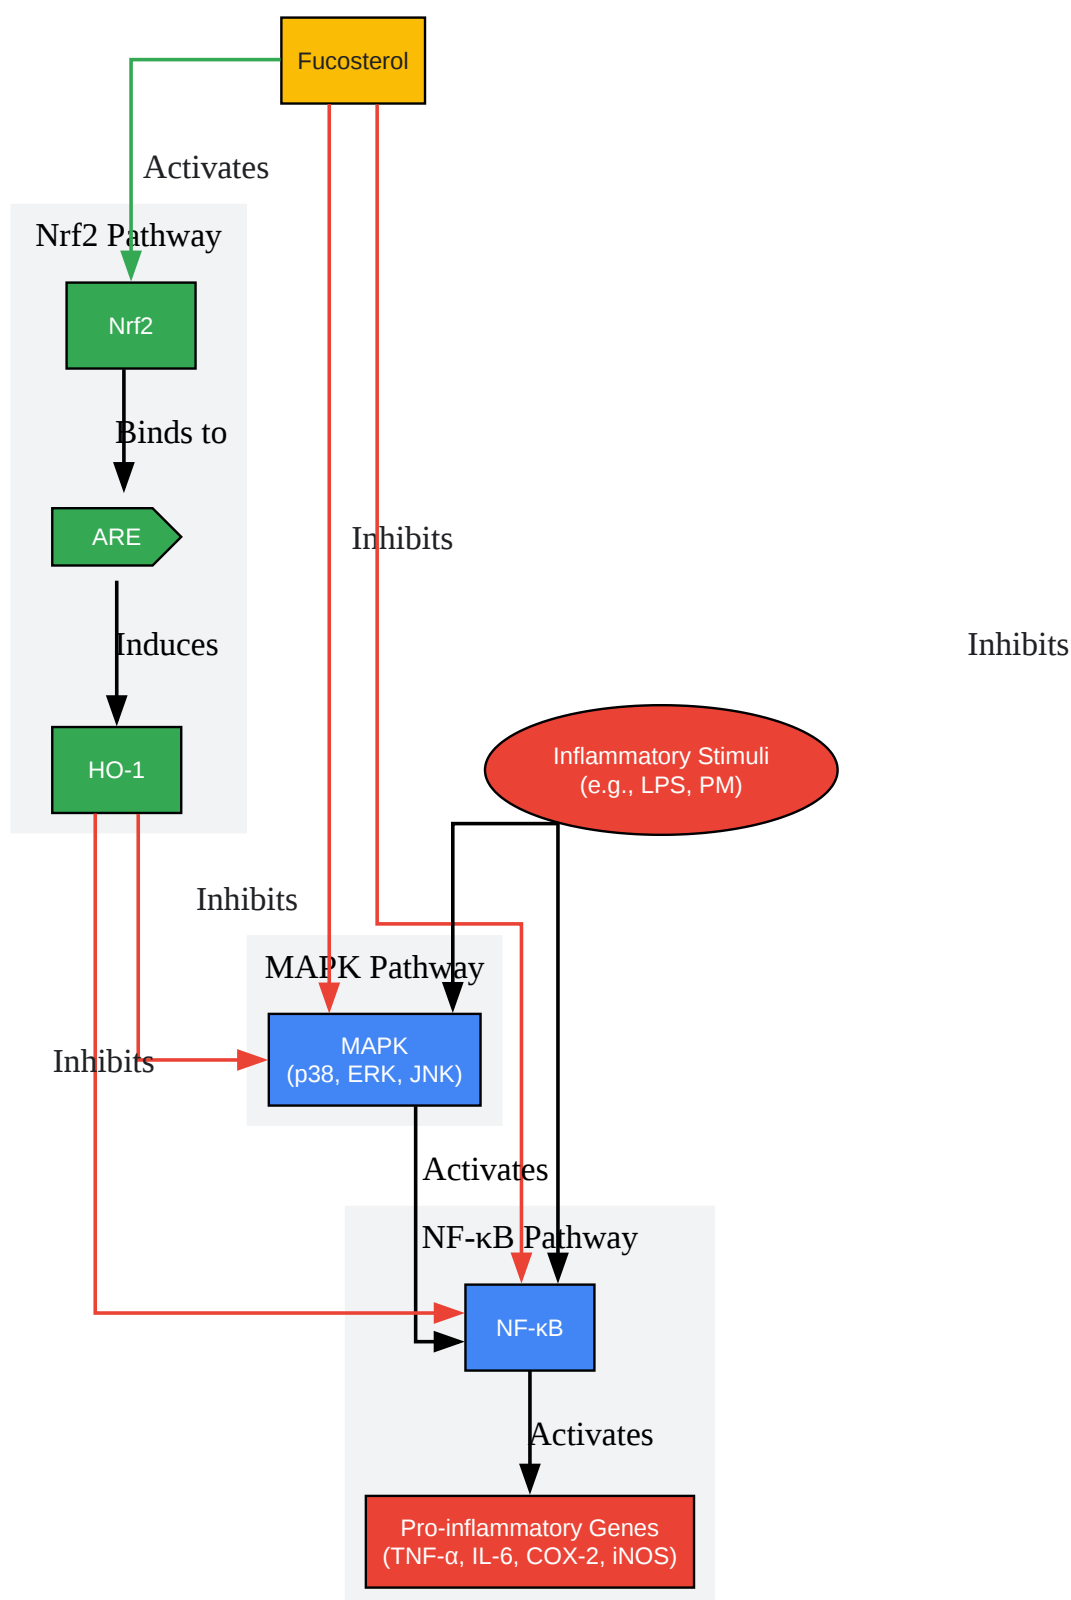 Fucosterol
Activates
Nrf2 Pathway
Nrf2
Binds to
ARE
Inhibits
Induces
Inhibits
HO-1
Inflammatory Stimuli
(e.g., LPS, PM)
Inhibits
MAPK Pathway
MAPK
(p38, ERK, JNK)
Inhibits
Activates
NF-κB Pathway
NF-κB
Activates
Pro-inflammatory Genes
(TNF-α, IL-6, COX-2, iNOS)